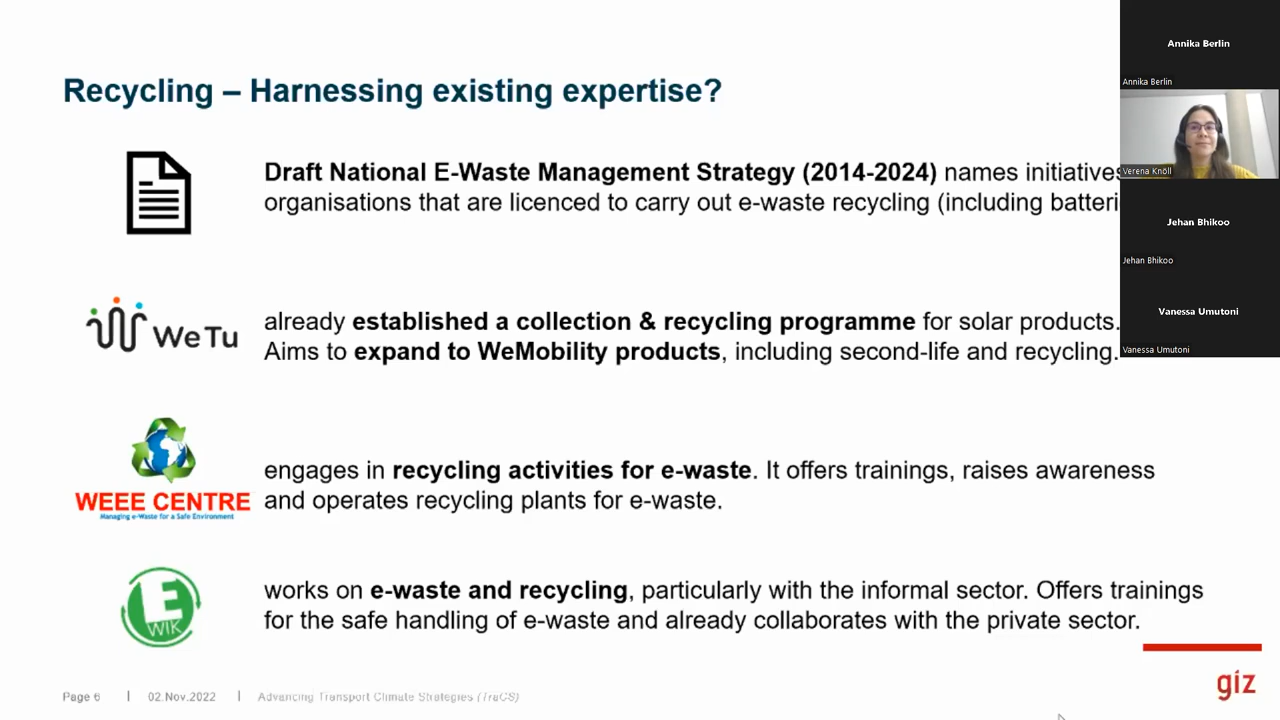 Recycling – Harnessing existing expertise?
Draft National E-Waste Management Strategy (2014-2024) names initiatives
organisations that are licenced to carry out e-waste recycling (including batteri
WeTu
already established a collection & recycling programme for solar products.
Aims to expand to WeMobility products, including second-life and recycling.
WEEE CENTRE
Managing e-Waste for a Safe Environment
engages in recycling activities for e-waste. It offers trainings, raises awareness
and operates recycling plants for e-waste.
E
WIK
works on e-waste and recycling, particularly with the informal sector. Offers trainings
for the safe handling of e-waste and already collaborates with the private sector.
Page 6 | 02.Nov.2022 | Advancing Transport Climate Strategies (TraCS)
giz
Annika Berlin
Annika Berlin
Verena Knöll
Jehan Bhikoo
Jehan Bhikoo
Vanessa Umutoni
Vanessa Umutoni